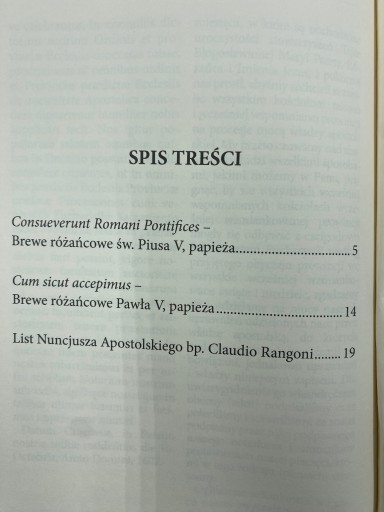 SPIS TREŚCI
Consueverunt Romani Pontifices –
Brewe różańcowe św. Piusa V, papieża.................................. 5
Cum sicut accepimus –
Brewe różańcowe Pawła V, papieża..................................... 14
List Nuncjusza Apostolskiego bp. Claudio Rangoni........ 19